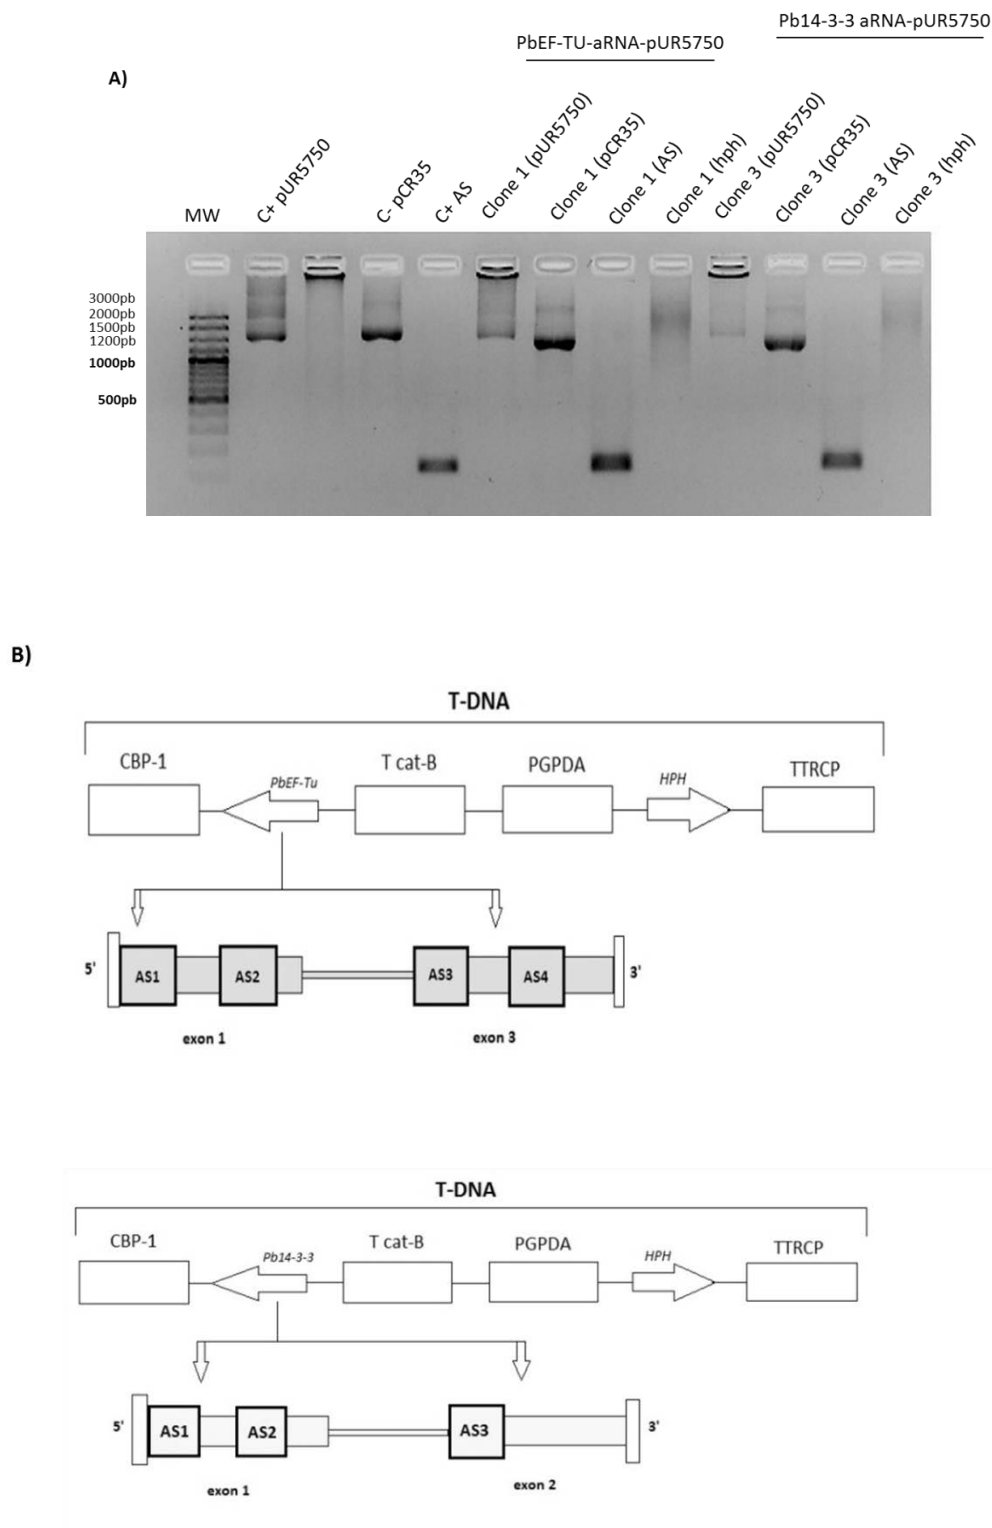 Pb14-3-3 aRNA-pUR5750
PbEF-TU-aRNA-pUR5750
A)
MW
C+ pUR5750
C- pCR35
C+ AS
Clone 1 (pUR5750)
Clone 1 (pCR35)
Clone 1 (AS)
Clone 1 (hph)
Clone 3 (pUR5750)
Clone 3 (pCR35)
Clone 3 (AS)
Clone 3 (hph)
3000pb
2000pb
1500pb
1200pb
1000pb
500pb
B)
T-DNA
CBP-1 PbEF-Tu T cat-B PGPDA HPH TTRCP
5' AS1 AS2 AS3 AS4 3'
exon 1 exon 3
T-DNA
CBP-1 Pb14-3-3 T cat-B PGPDA HPH TTRCP
5' AS1 AS2 AS3 3'
exon 1 exon 2